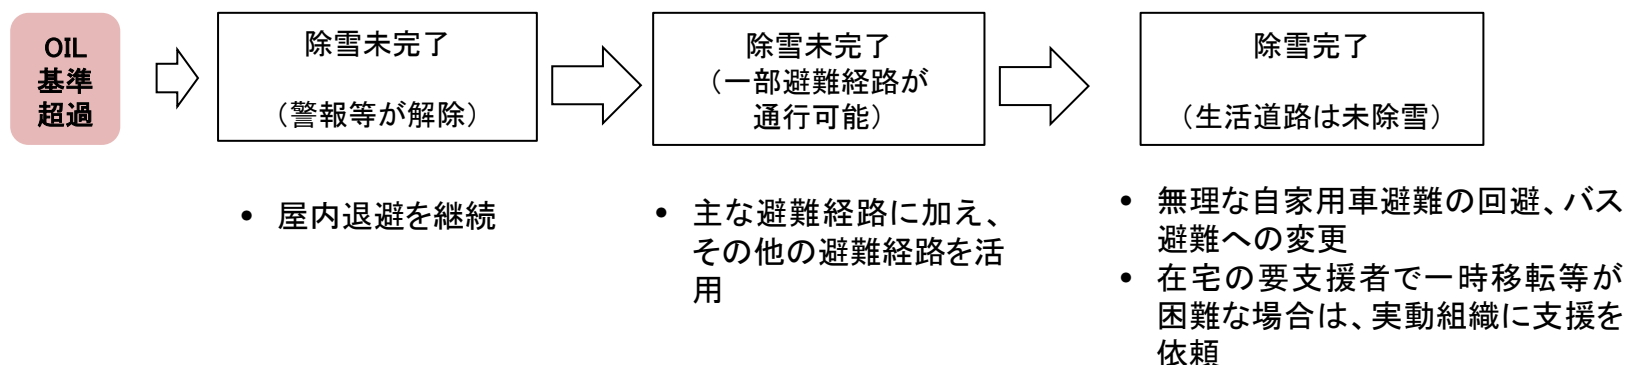 OIL
基準
超過
除雪未完了
（警報等が解除）
除雪未完了
（一部避難経路が
通行可能）
除雪完了
（生活道路は未除雪）
• 屋内退避を継続
• 主な避難経路に加え、
その他の避難経路を活
用
• 無理な自家用車避難の回避、バス
避難への変更
• 在宅の要支援者で一時移転等が
困難な場合は、実動組織に支援を
依頼